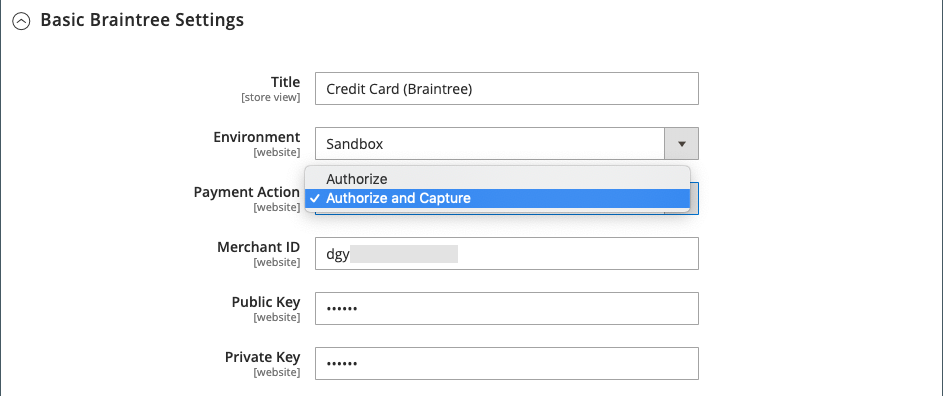 Basic Braintree Settings
Title
[store view]
Credit Card (Braintree)
Environment
[website]
Sandbox
Payment Action
[website]
Authorize
✓ Authorize and Capture
Merchant ID
[website]
dgy
Public Key
[website]
••••••
Private Key
[website]
••••••